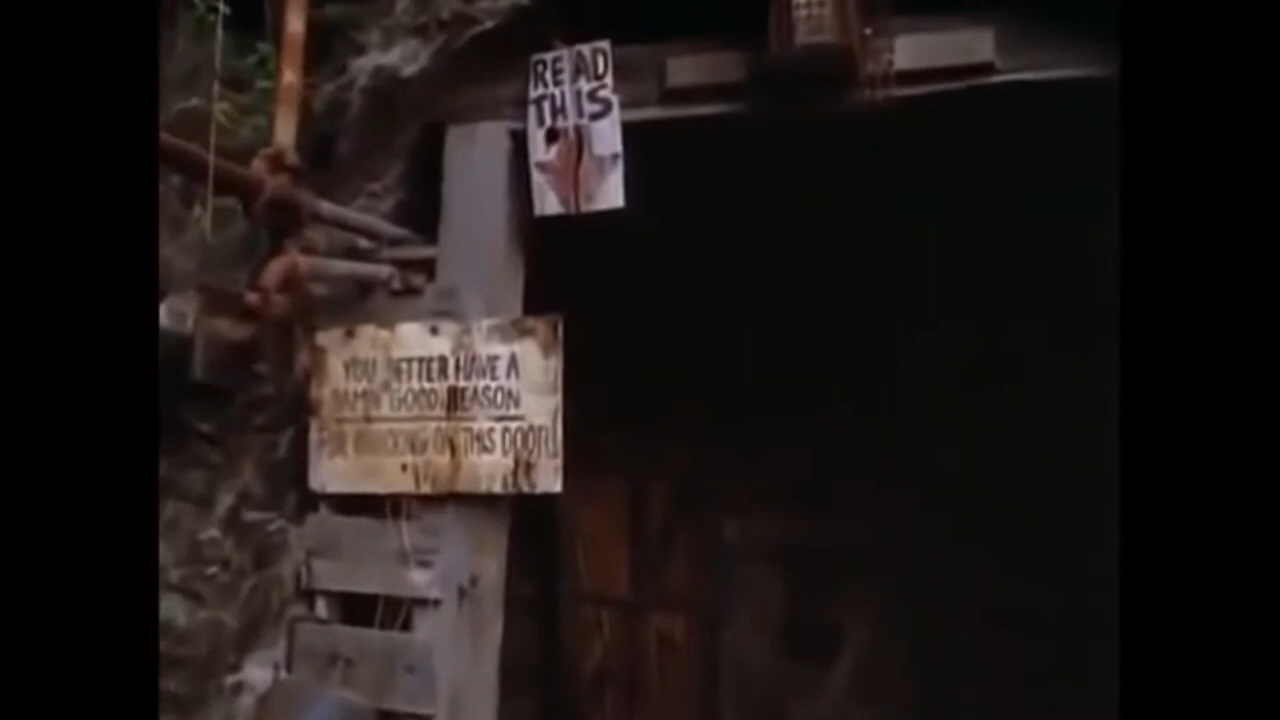 READ
THIS
YOU BETTER HAVE A
DAMN GOOD REASON
FOR KNOCKING ON THIS DOOR